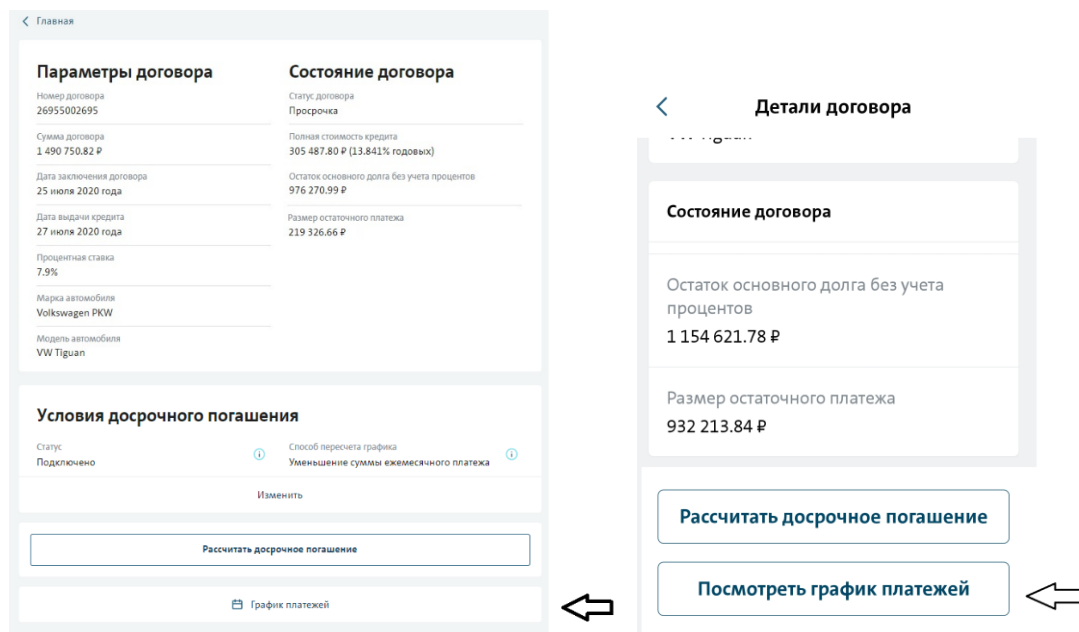 Главная
Параметры договора
Номер договора
26955002695
Сумма договора
1 490 750.82 ₽
Дата заключения договора
25 июля 2020 года
Дата выдачи кредита
27 июля 2020 года
Процентная ставка
7.9%
Марка автомобиля
Volkswagen PKW
Модель автомобиля
VW Tiguan
Состояние договора
Статус договора
Просрочка
Полная стоимость кредита
305 487.80 ₽ (13.841% годовых)
Остаток основного долга без учета процентов
976 270.99 ₽
Размер остаточного платежа
219 326.66 ₽
Условия досрочного погашения
Статус
Подключено
Способ пересчета графика
Уменьшение суммы ежемесячного платежа
Изменить
Рассчитать досрочное погашение
График платежей
Детали договора
VW Tiguan
Состояние договора
Остаток основного долга без учета
процентов
1 154 621.78 ₽
Размер остаточного платежа
932 213.84 ₽
Рассчитать досрочное погашение
Посмотреть график платежей